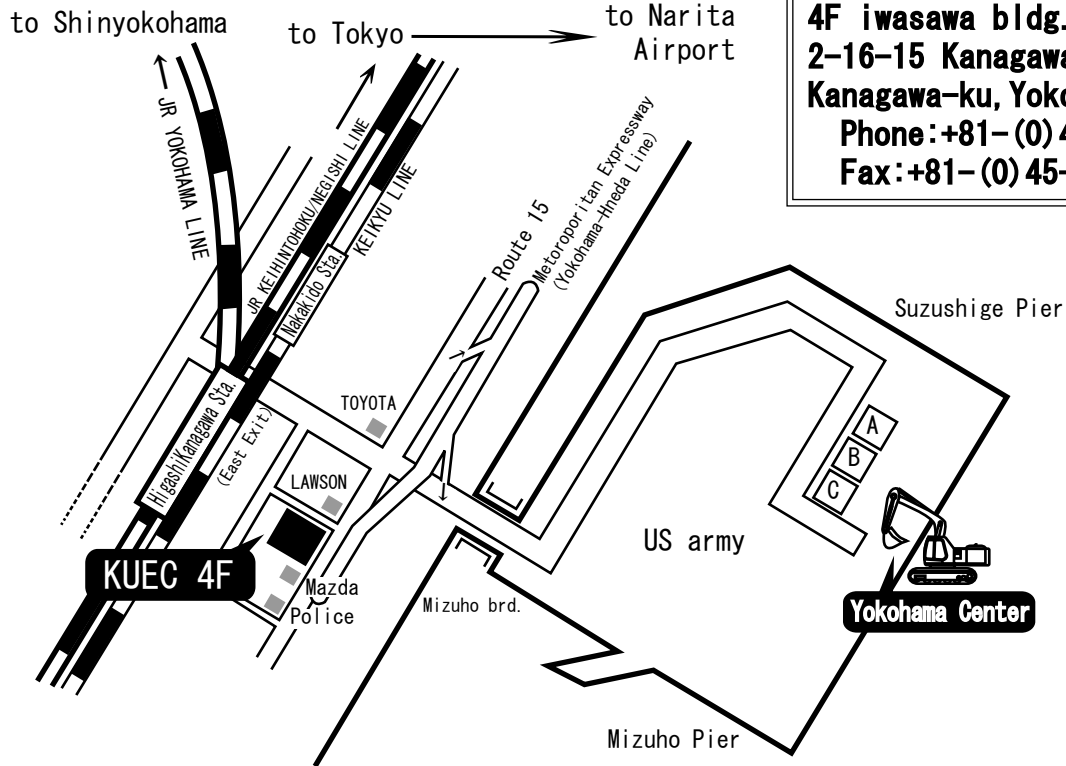 to Shinyokohama
to Tokyo
to Narita
Airport
4F iwasawa bldg.
2-16-15 Kanagawa
Kanagawa-ku, Yoko
Phone:+81-(0)4
Fax:+81-(0)45-
JR YOKOHAMA LINE
JR KEIHINTOHOKU/NEGISHI LINE
KEIKYU LINE
Nakakido Sta.
Route 15
Metoroporitan Expressway
(Yokohama-Hneda Line)
Suzushige Pier
HigashiKanagawa Sta.
(East Exit)
TOYOTA
LAWSON
A
B
C
US army
KUEC 4F
Mazda
Police
Mizuho brd.
Yokohama Center
Mizuho Pier